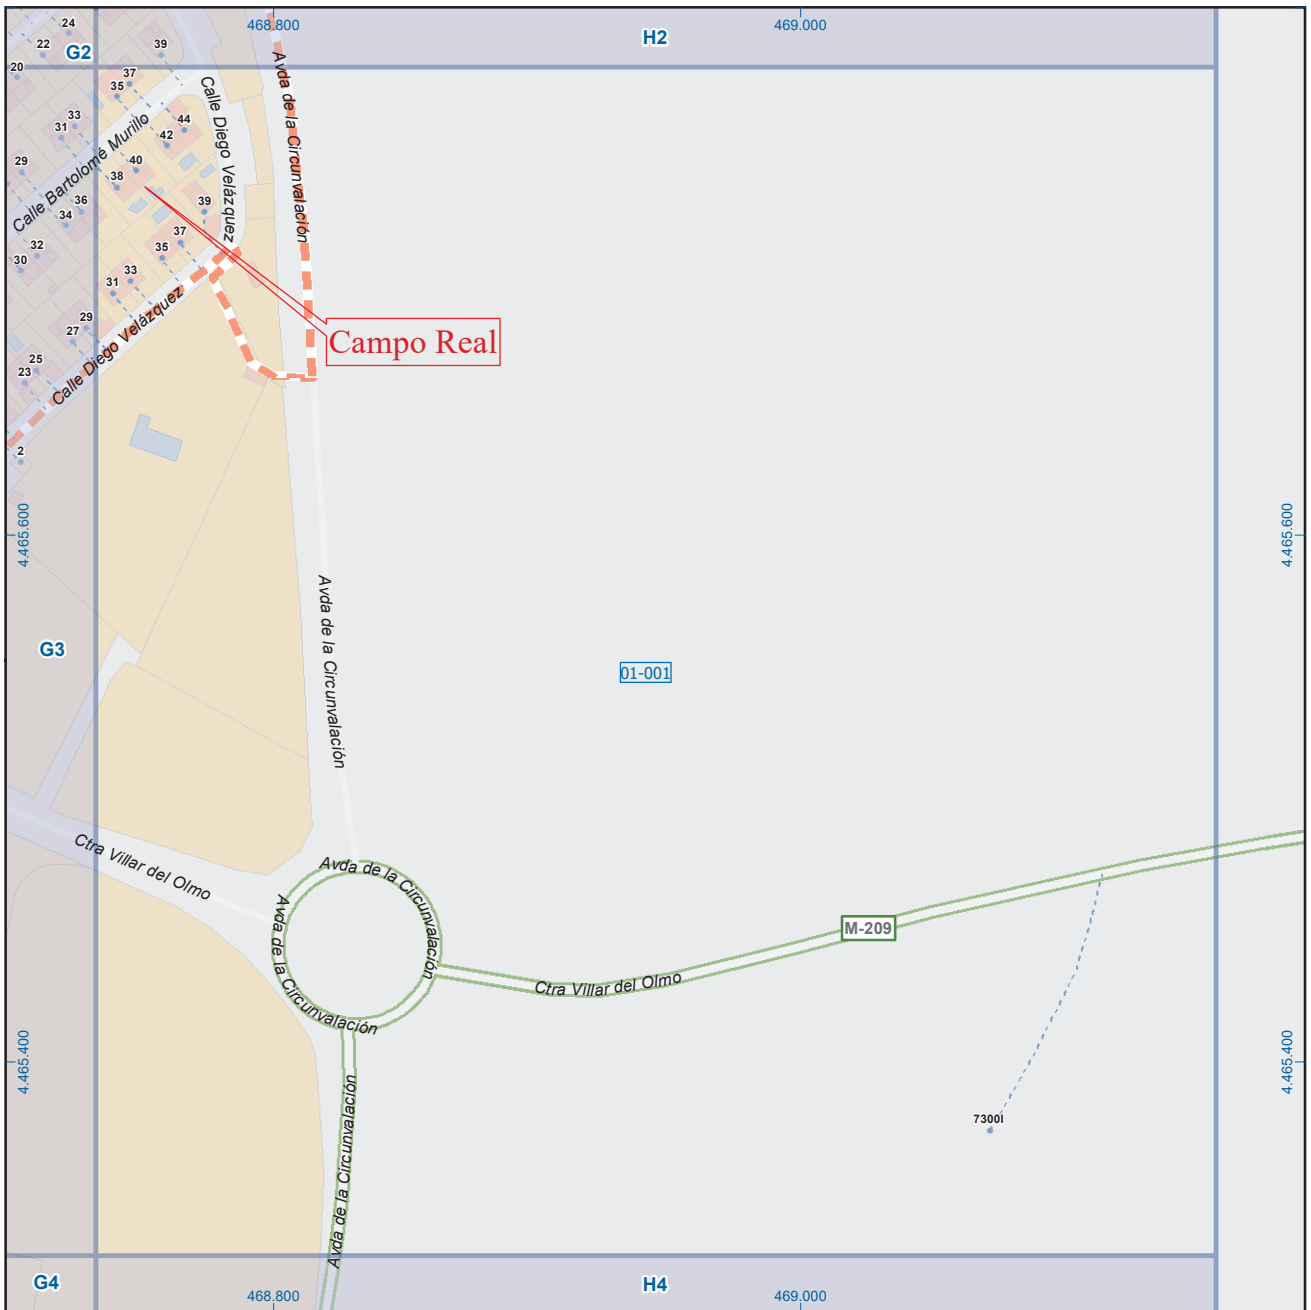 468.800
469.000
G2
H2
24
22
20
39
37
35
33
31
44
42
40
38
29
36
34
39
32
30
37
35
33
31
29
27
25
23
2
Calle Bartolomé Murillo
Calle Diego Velázquez
Avda de la Circunvalación
Calle Diego Velázquez
Campo Real
4.465.600
4.465.600
Avda de la Circunvalación
G3
01-001
Ctra Villar del Olmo
Avda de la Circunvalación
Avda de la Circunvalación
M-209
Ctra Villar del Olmo
4.465.400
4.465.400
Avda de la Circunvalación
7300I
G4
H4
468.800
469.000